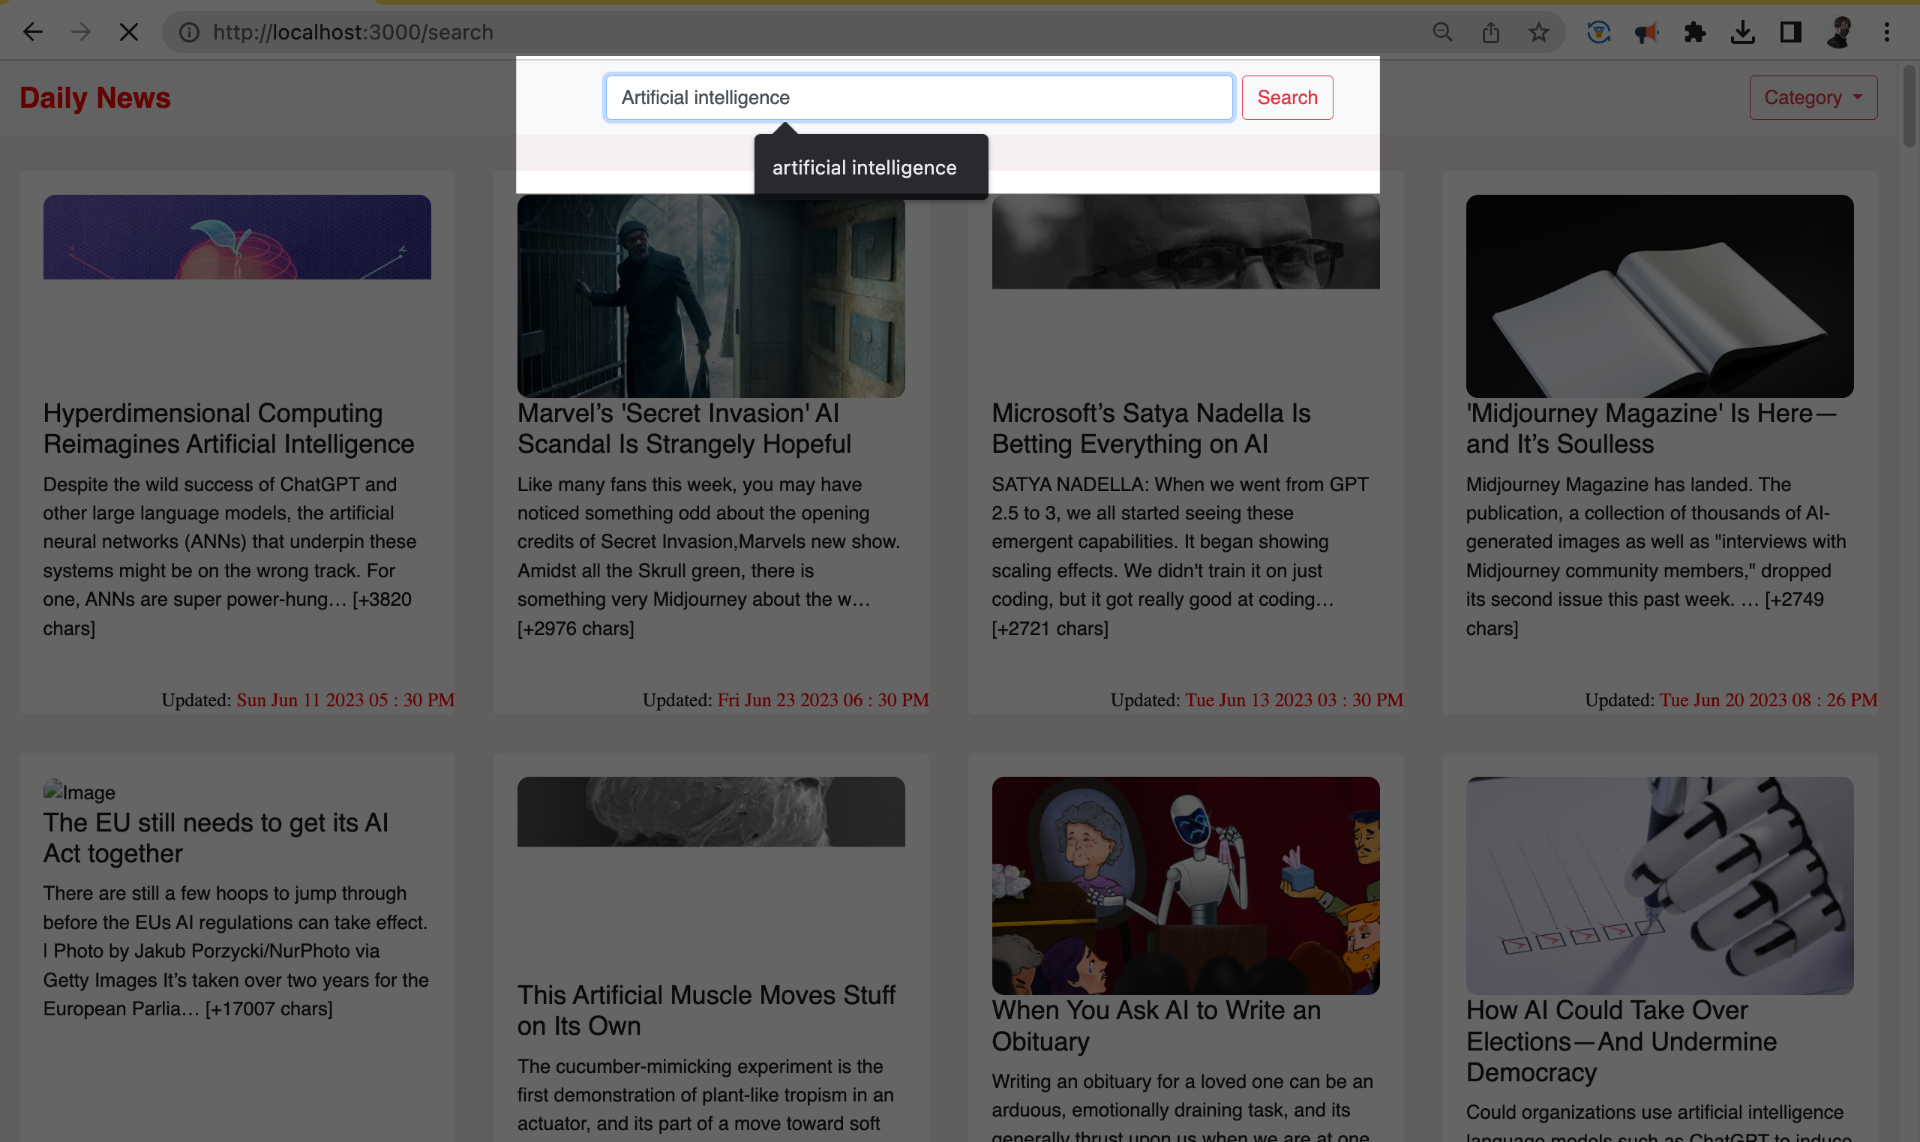 http://localhost:3000/search
Daily News
Artificial intelligence
Search
Category
artificial intelligence
Hyperdimensional Computing
Reimagines Artificial Intelligence
Despite the wild success of ChatGPT and
other large language models, the artificial
neural networks (ANNs) that underpin these
systems might be on the wrong track. For
one, ANNs are super power-hung… [+3820
chars]
Updated: Sun Jun 11 2023 05 : 30 PM
Marvel’s 'Secret Invasion' AI
Scandal Is Strangely Hopeful
Like many fans this week, you may have
noticed something odd about the opening
credits of Secret Invasion,Marvels new show.
Amidst all the Skrull green, there is
something very Midjourney about the w…
[+2976 chars]
Updated: Fri Jun 23 2023 06 : 30 PM
Microsoft’s Satya Nadella Is
Betting Everything on AI
SATYA NADELLA: When we went from GPT
2.5 to 3, we all started seeing these
emergent capabilities. It began showing
scaling effects. We didn't train it on just
coding, but it got really good at coding…
[+2721 chars]
Updated: Tue Jun 13 2023 03 : 30 PM
'Midjourney Magazine' Is Here—
and It’s Soulless
Midjourney Magazine has landed. The
publication, a collection of thousands of AI-
generated images as well as "interviews with
Midjourney community members," dropped
its second issue this past week. … [+2749
chars]
Updated: Tue Jun 20 2023 08 : 26 PM
Image
The EU still needs to get its AI
Act together
There are still a few hoops to jump through
before the EUs AI regulations can take effect.
I Photo by Jakub Porzycki/NurPhoto via
Getty Images It’s taken over two years for the
European Parlia… [+17007 chars]
This Artificial Muscle Moves Stuff
on Its Own
The cucumber-mimicking experiment is the
first demonstration of plant-like tropism in an
actuator, and its part of a move toward soft
When You Ask AI to Write an
Obituary
Writing an obituary for a loved one can be an
arduous, emotionally draining task, and its
generally thrust upon us when we are at one
How AI Could Take Over
Elections—And Undermine
Democracy
Could organizations use artificial intelligence
language models such as ChatGPT to induce